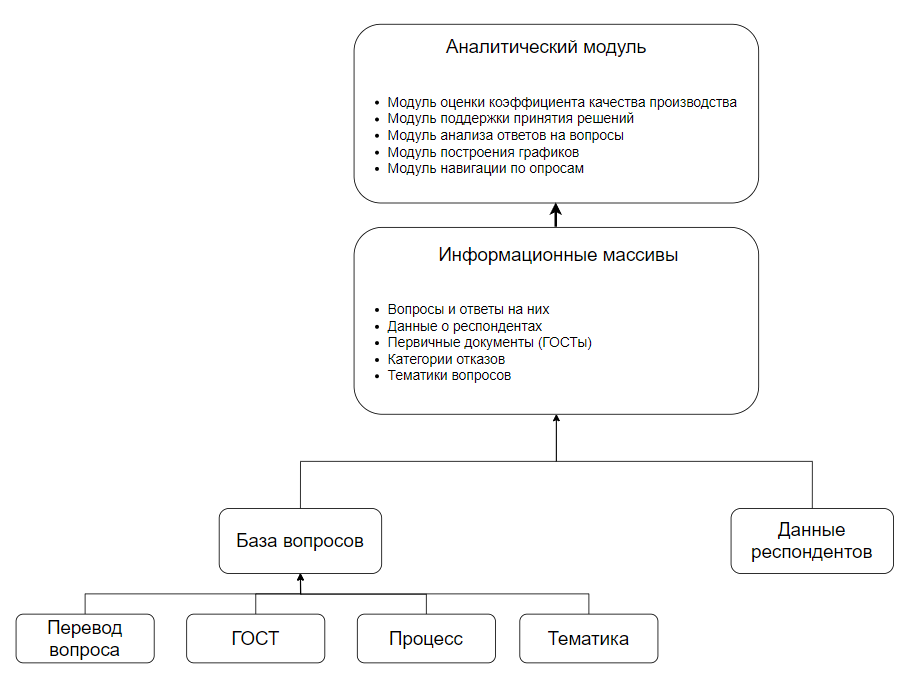 Аналитический модуль
Модуль оценки коэффициента качества производства
Модуль поддержки принятия решений
Модуль анализа ответов на вопросы
Модуль построения графиков
Модуль навигации по опросам
Информационные массивы
Вопросы и ответы на них
Данные о респондентах
Первичные документы (ГОСТы)
Категории отказов
Тематики вопросов
База вопросов
Данные
респондентов
Перевод
вопроса
ГОСТ
Процесс
Тематика